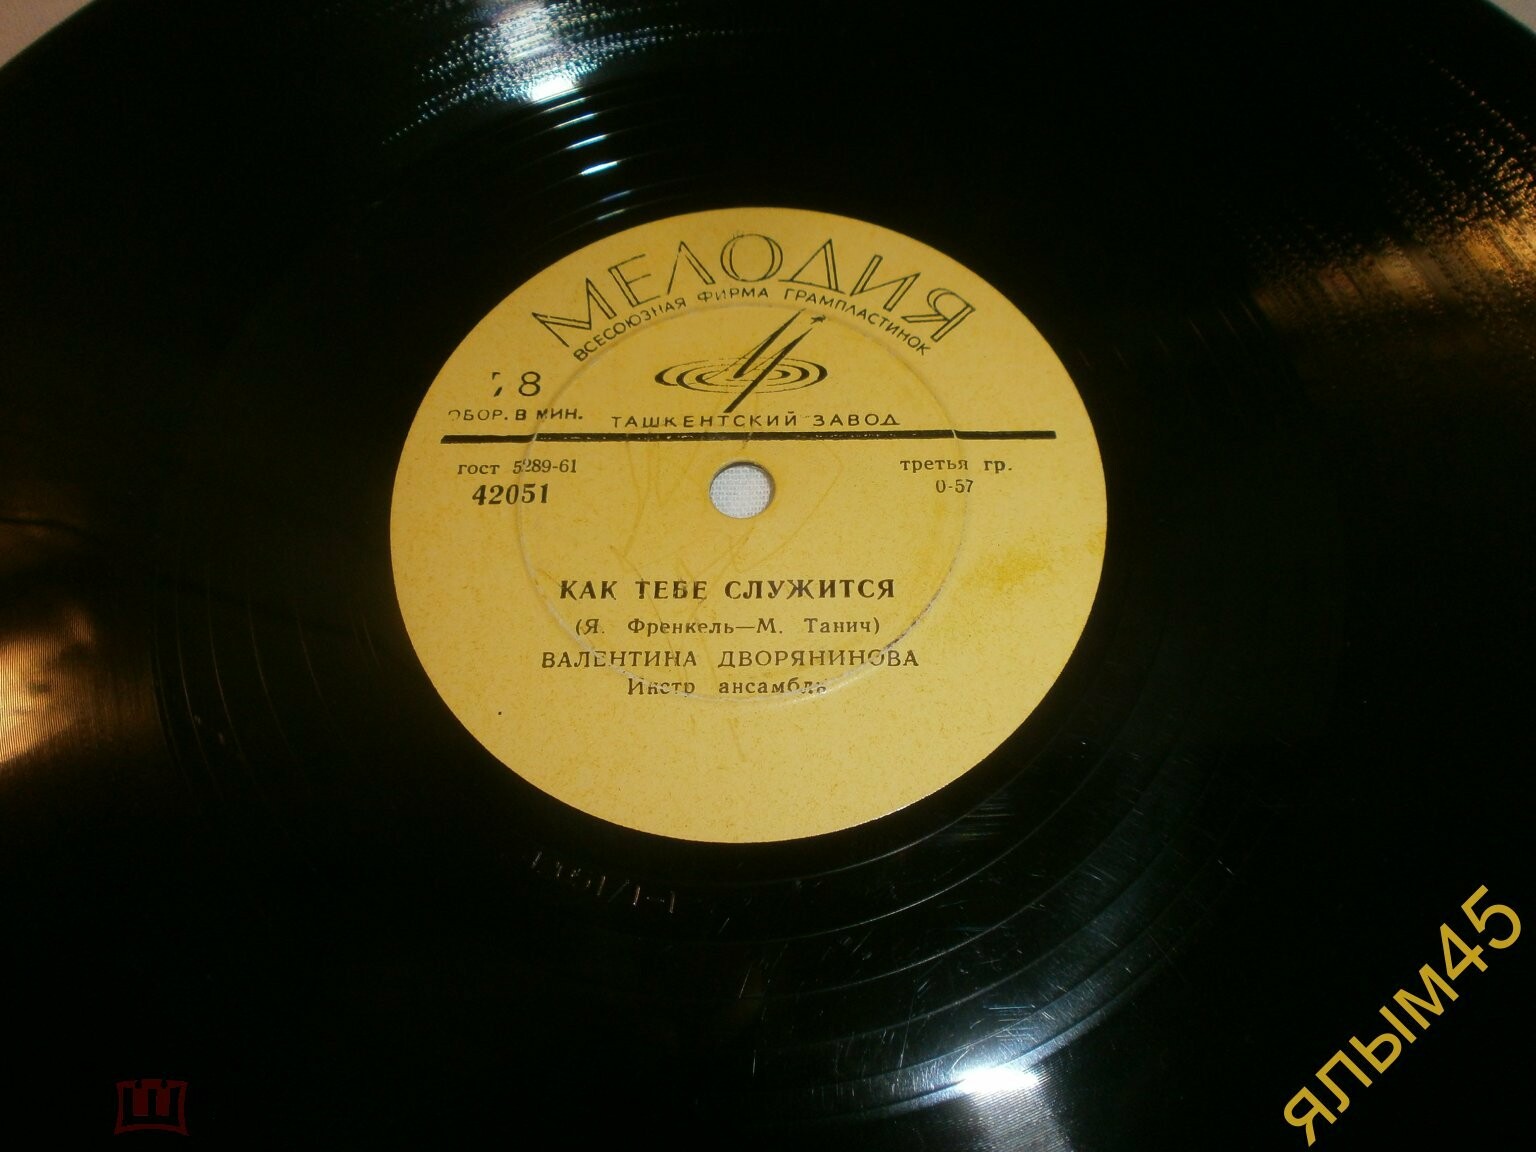 МЕЛОДИЯ
ВСЕСОЮЗНАЯ ФИРМА ГРАМПЛАСТИНОК
78
ОБОР. В МИН.
ТАШКЕНТСКИЙ ЗАВОД
гост 5289-61
42051
третья гр.
0-57
КАК ТЕБЕ СЛУЖИТСЯ
(Я. Френкель—М. Танич)
ВАЛЕНТИНА ДВОРЯНИНОВА
Инстр ансамбль
ЯЛЫМ45